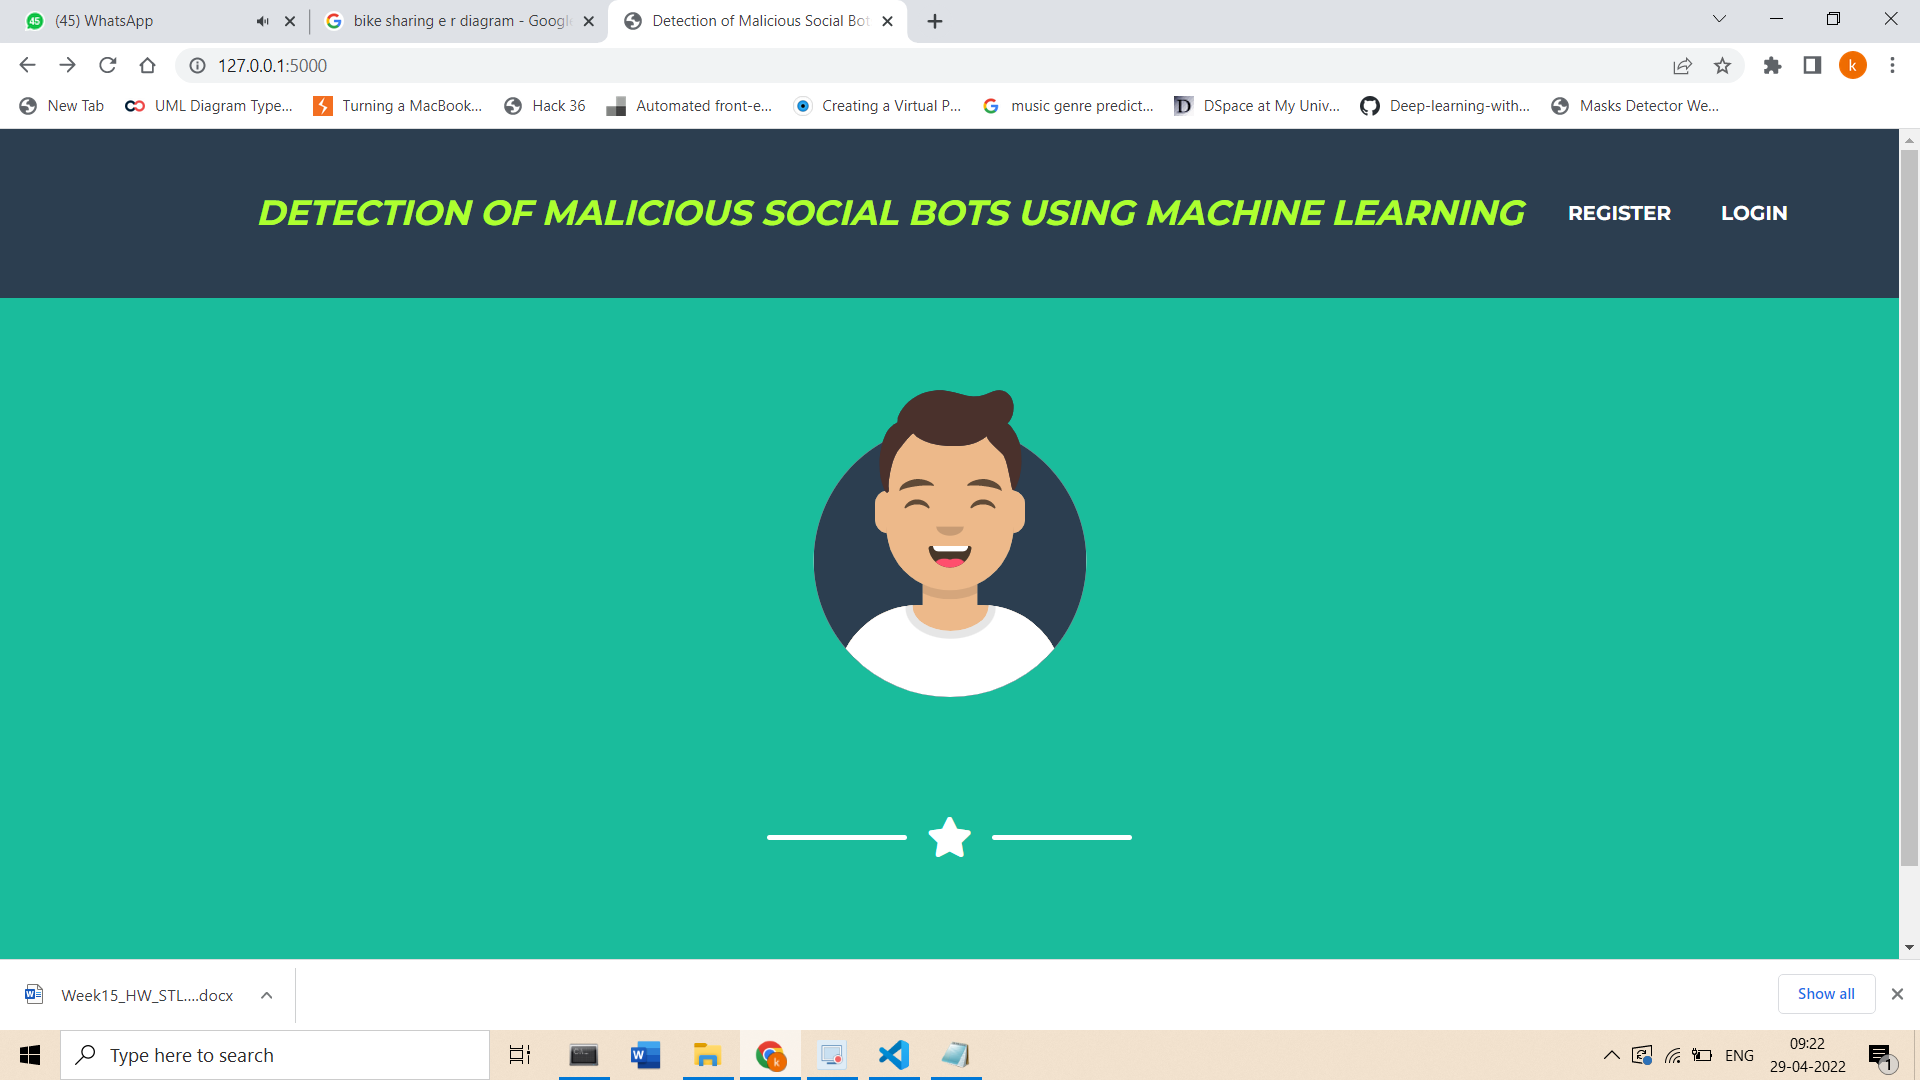 45 (45) WhatsApp
bike sharing e r diagram - Google
Detection of Malicious Social Bot
127.0.0.1:5000
k
New Tab
UML Diagram Type...
Turning a MacBook...
Hack 36
Automated front-e...
Creating a Virtual P...
music genre predict...
DSpace at My Univ...
Deep-learning-with...
Masks Detector We...
DETECTION OF MALICIOUS SOCIAL BOTS USING MACHINE LEARNING
REGISTER
LOGIN
Week15_HW_STL....docx
Show all
Type here to search
k
ENG
09:22
29-04-2022
1